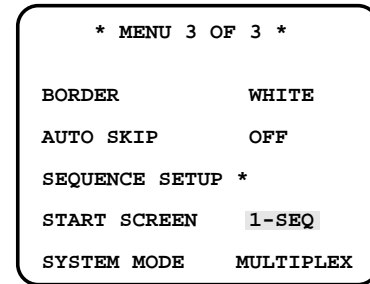 * MENU 3 OF 3 *
BORDER WHITE
AUTO SKIP OFF
SEQUENCE SETUP *
START SCREEN 1-SEQ
SYSTEM MODE MULTIPLEX